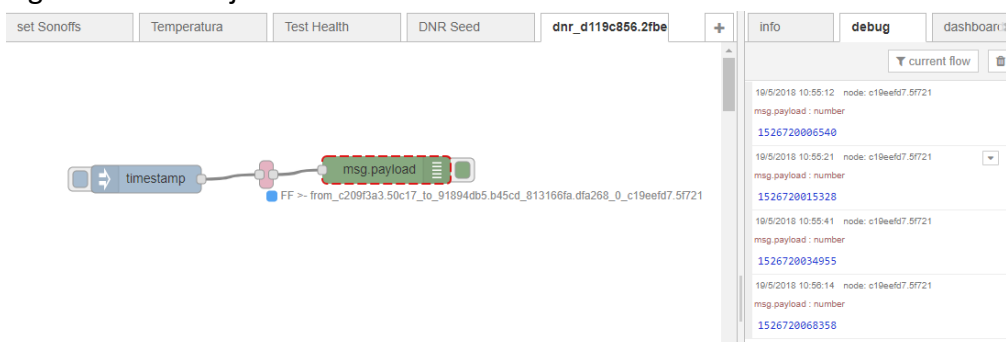 set Sonoffs
Temperatura
Test Health
DNR Seed
dnr_d119c856.2fbe
+
info
debug
dashboard
current flow
19/5/2018 10:55:12 node: c19eefd7.5f721
msg.payload : number
1526720006540
19/5/2018 10:55:21 node: c19eefd7.5f721
msg.payload : number
1526720015328
19/5/2018 10:55:41 node: c19eefd7.5f721
msg.payload : number
1526720034955
19/5/2018 10:56:14 node: c19eefd7.5f721
msg.payload : number
1526720068358
timestamp
msg.payload
FF >- from_c209f3a3.50c17_to_91894db5.b45cd_813166fa.dfa268_0_c19eefd7.5f721